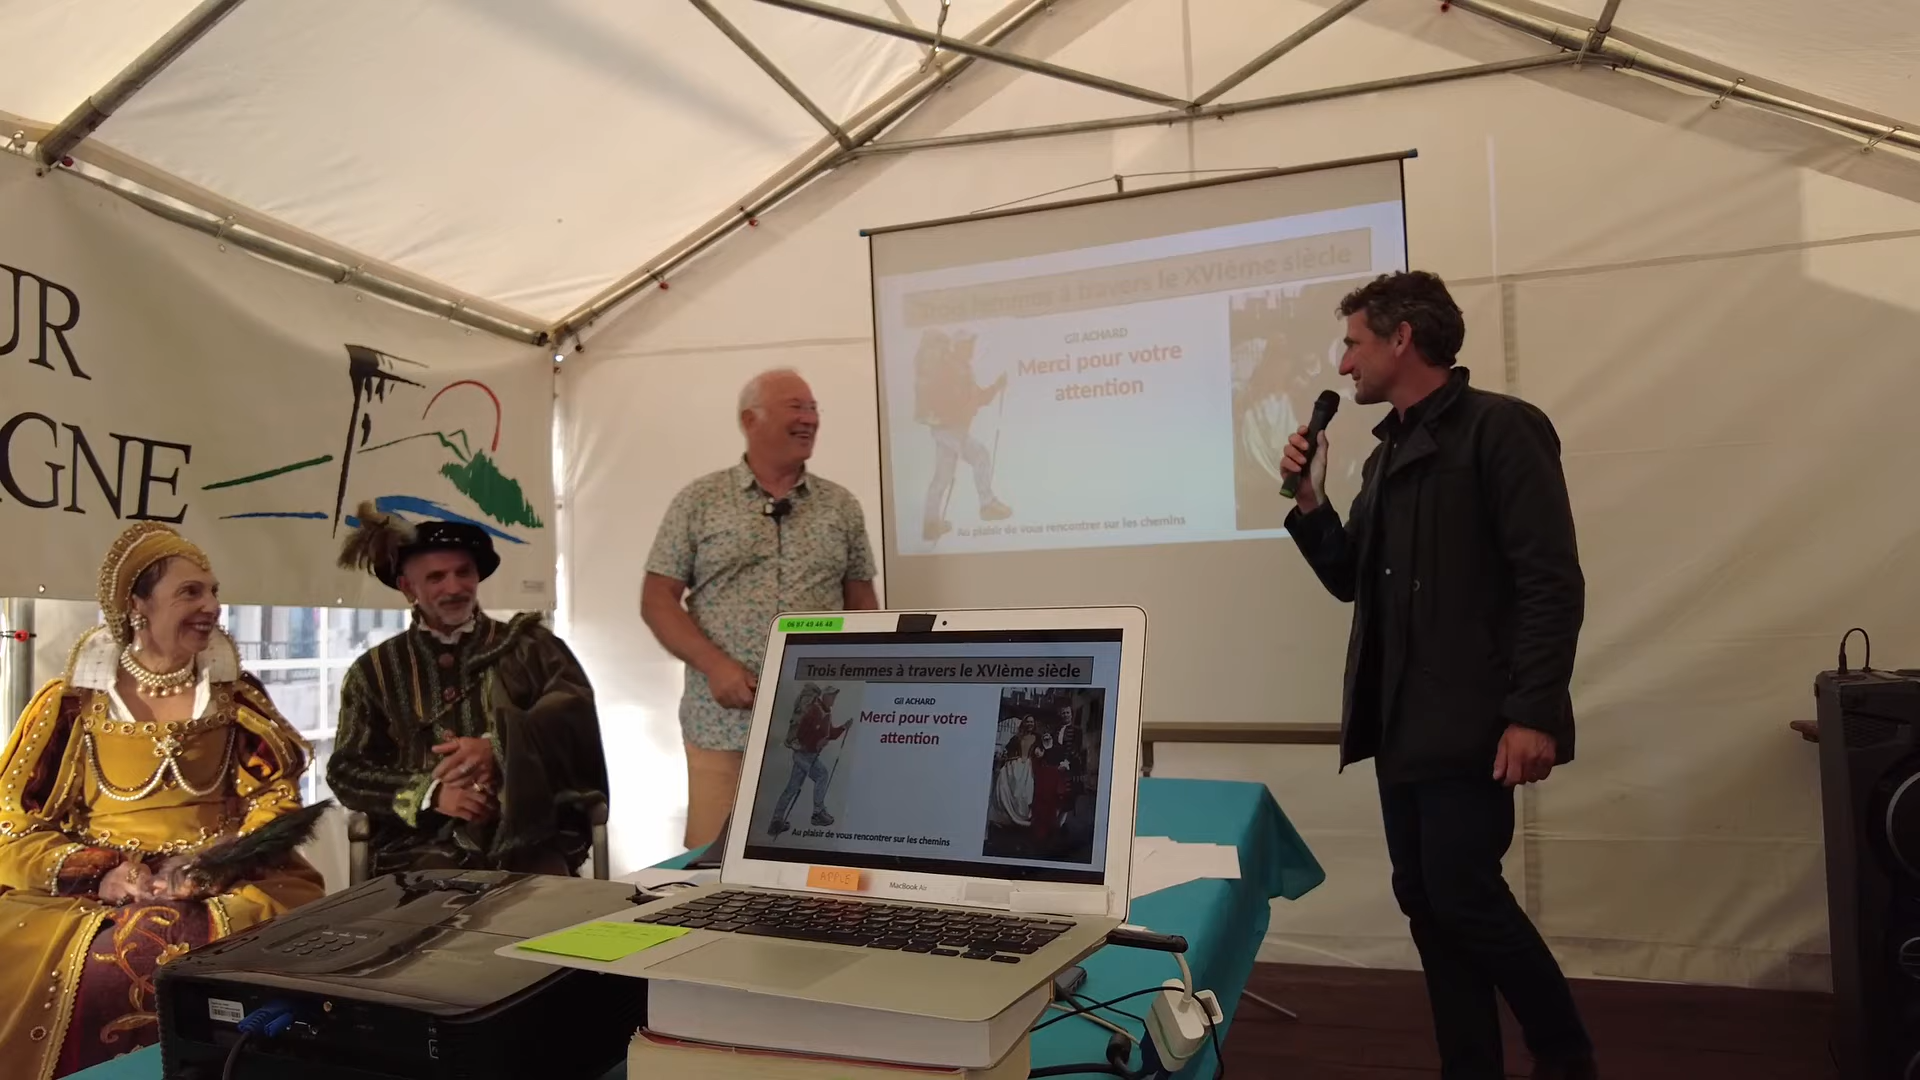 UR
GNE
Trois femmes à travers le XVIème siècle
Gil ACHARD
Merci pour votre
attention
Au plaisir de vous rencontrer sur les chemins
06 87 49 46 48
Trois femmes à travers le XVIème siècle
Gil ACHARD
Merci pour votre
attention
Au plaisir de vous rencontrer sur les chemins
APPLE
MacBook Air